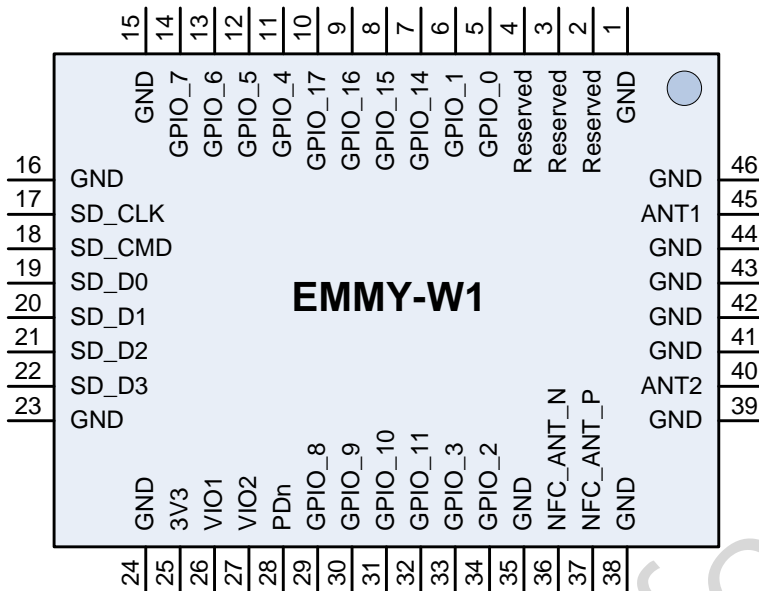 15 14 13 12 11 10 9 8 7 6 5 4 3 2 1
GND
GPIO_7
GPIO_6
GPIO_5
GPIO_4
GPIO_17
GPIO_16
GPIO_15
GPIO_14
GPIO_1
GPIO_0
Reserved
Reserved
Reserved
GND
16 GND
17 SD_CLK
18 SD_CMD
19 SD_D0
20 SD_D1
21 SD_D2
22 SD_D3
23 GND
EMMY-W1
GND 46
ANT1 45
GND 44
GND 43
GND 42
GND 41
ANT2 40
GND 39
GND
3V3
VIO1
VIO2
PDn
GPIO_8
GPIO_9
GPIO_10
GPIO_11
GPIO_3
GPIO_2
GND
NFC_ANT_N
NFC_ANT_P
GND
24 25 26 27 28 29 30 31 32 33 34 35 36 37 38